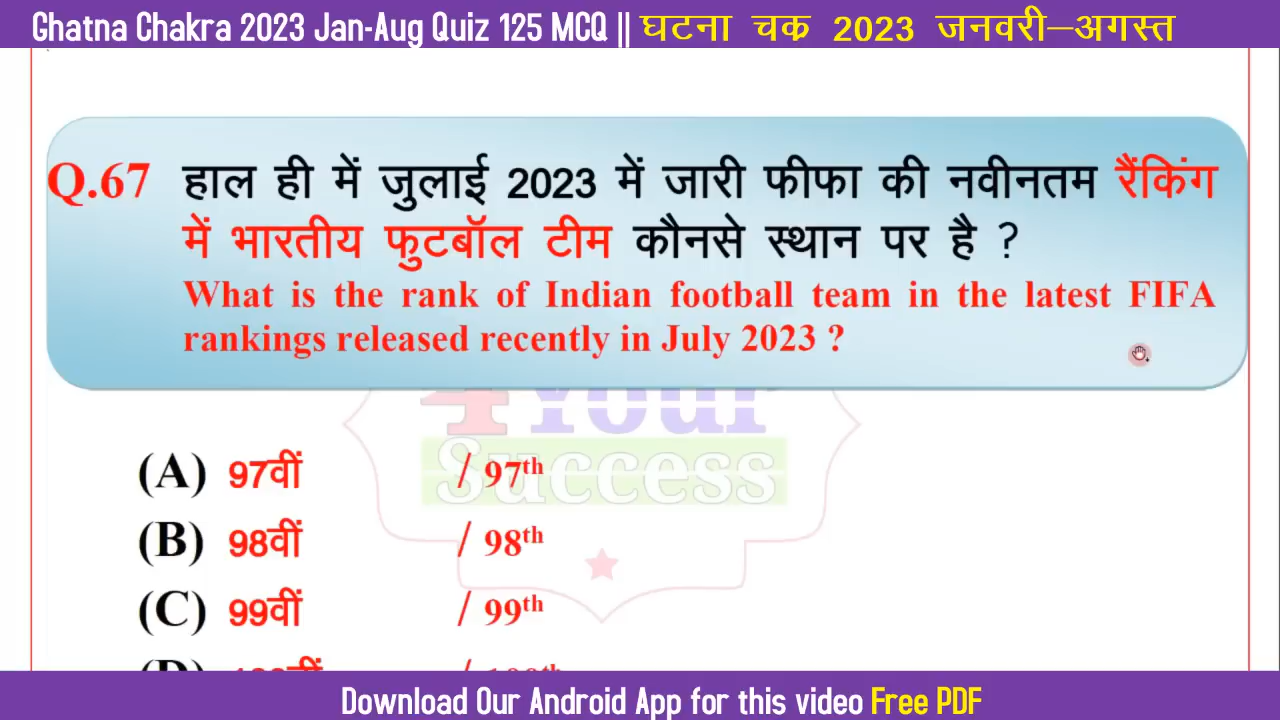 Ghatna Chakra 2023 Jan-Aug Quiz 125 MCQ || घटना चक्र 2023 जनवरी–अगस्त
Q.67 हाल ही में जुलाई 2023 में जारी फीफा की नवीनतम रैंकिंग
में भारतीय फुटबॉल टीम कौनसे स्थान पर है ?
What is the rank of Indian football team in the latest FIFA
rankings released recently in July 2023 ?
4Your
Success
(A) 97वीं / 97th
(B) 98वीं / 98th
(C) 99वीं / 99th
Download Our Android App for this video Free PDF